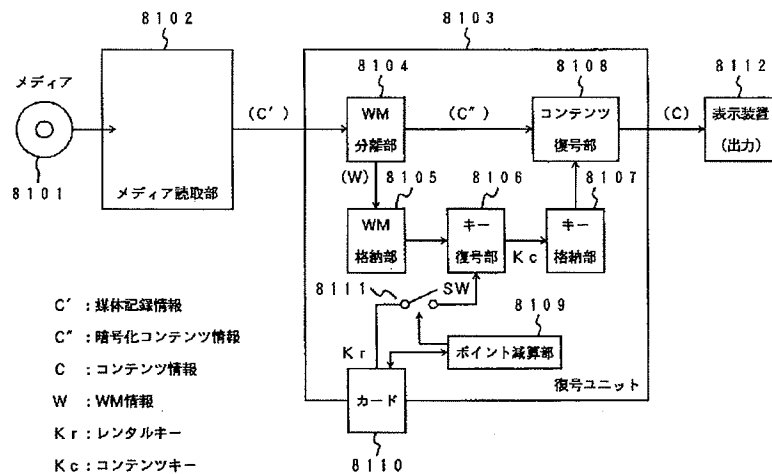 8102
8103
8104
8108
8112
メディア
(C′)
WM
分離部
(C″)
コンテンツ
復号部
(C)
表示装置
(出力)
8101
メディア読取部
(W)
8105
8106
8107
WM
格納部
キー
復号部
Kc
キー
格納部
8111
SW
8109
C′:媒体記録情報
C″:暗号化コンテンツ情報
C :コンテンツ情報
W :WM情報
Kr:レンタルキー
Kc:コンテンツキー
Kr
ポイント減算部
カード
復号ユニット
8110